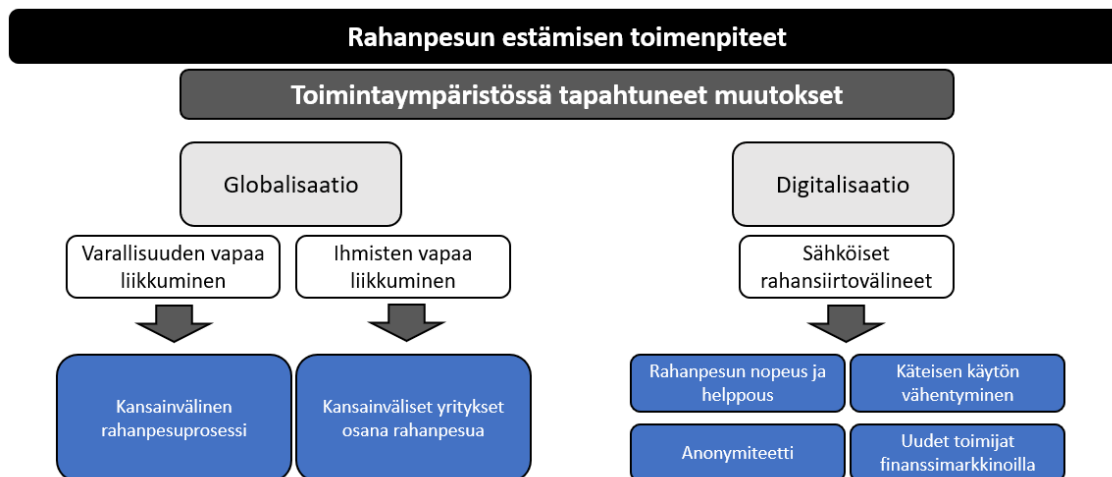 Rahanpesun estämisen toimenpiteet
Toimintaympäristössä tapahtuneet muutokset
Globalisaatio
Digitalisaatio
Varallisuuden vapaa
liikkuminen
Ihmisten vapaa
liikkuminen
Sähköiset
rahansiirtovälineet
Kansainvälinen
rahanpesuprosessi
Kansainväliset yritykset
osana rahanpesua
Rahanpesun nopeus ja
helppous
Käteisen käytön
vähentyminen
Anonymiteetti
Uudet toimijat
finanssimarkkinoilla